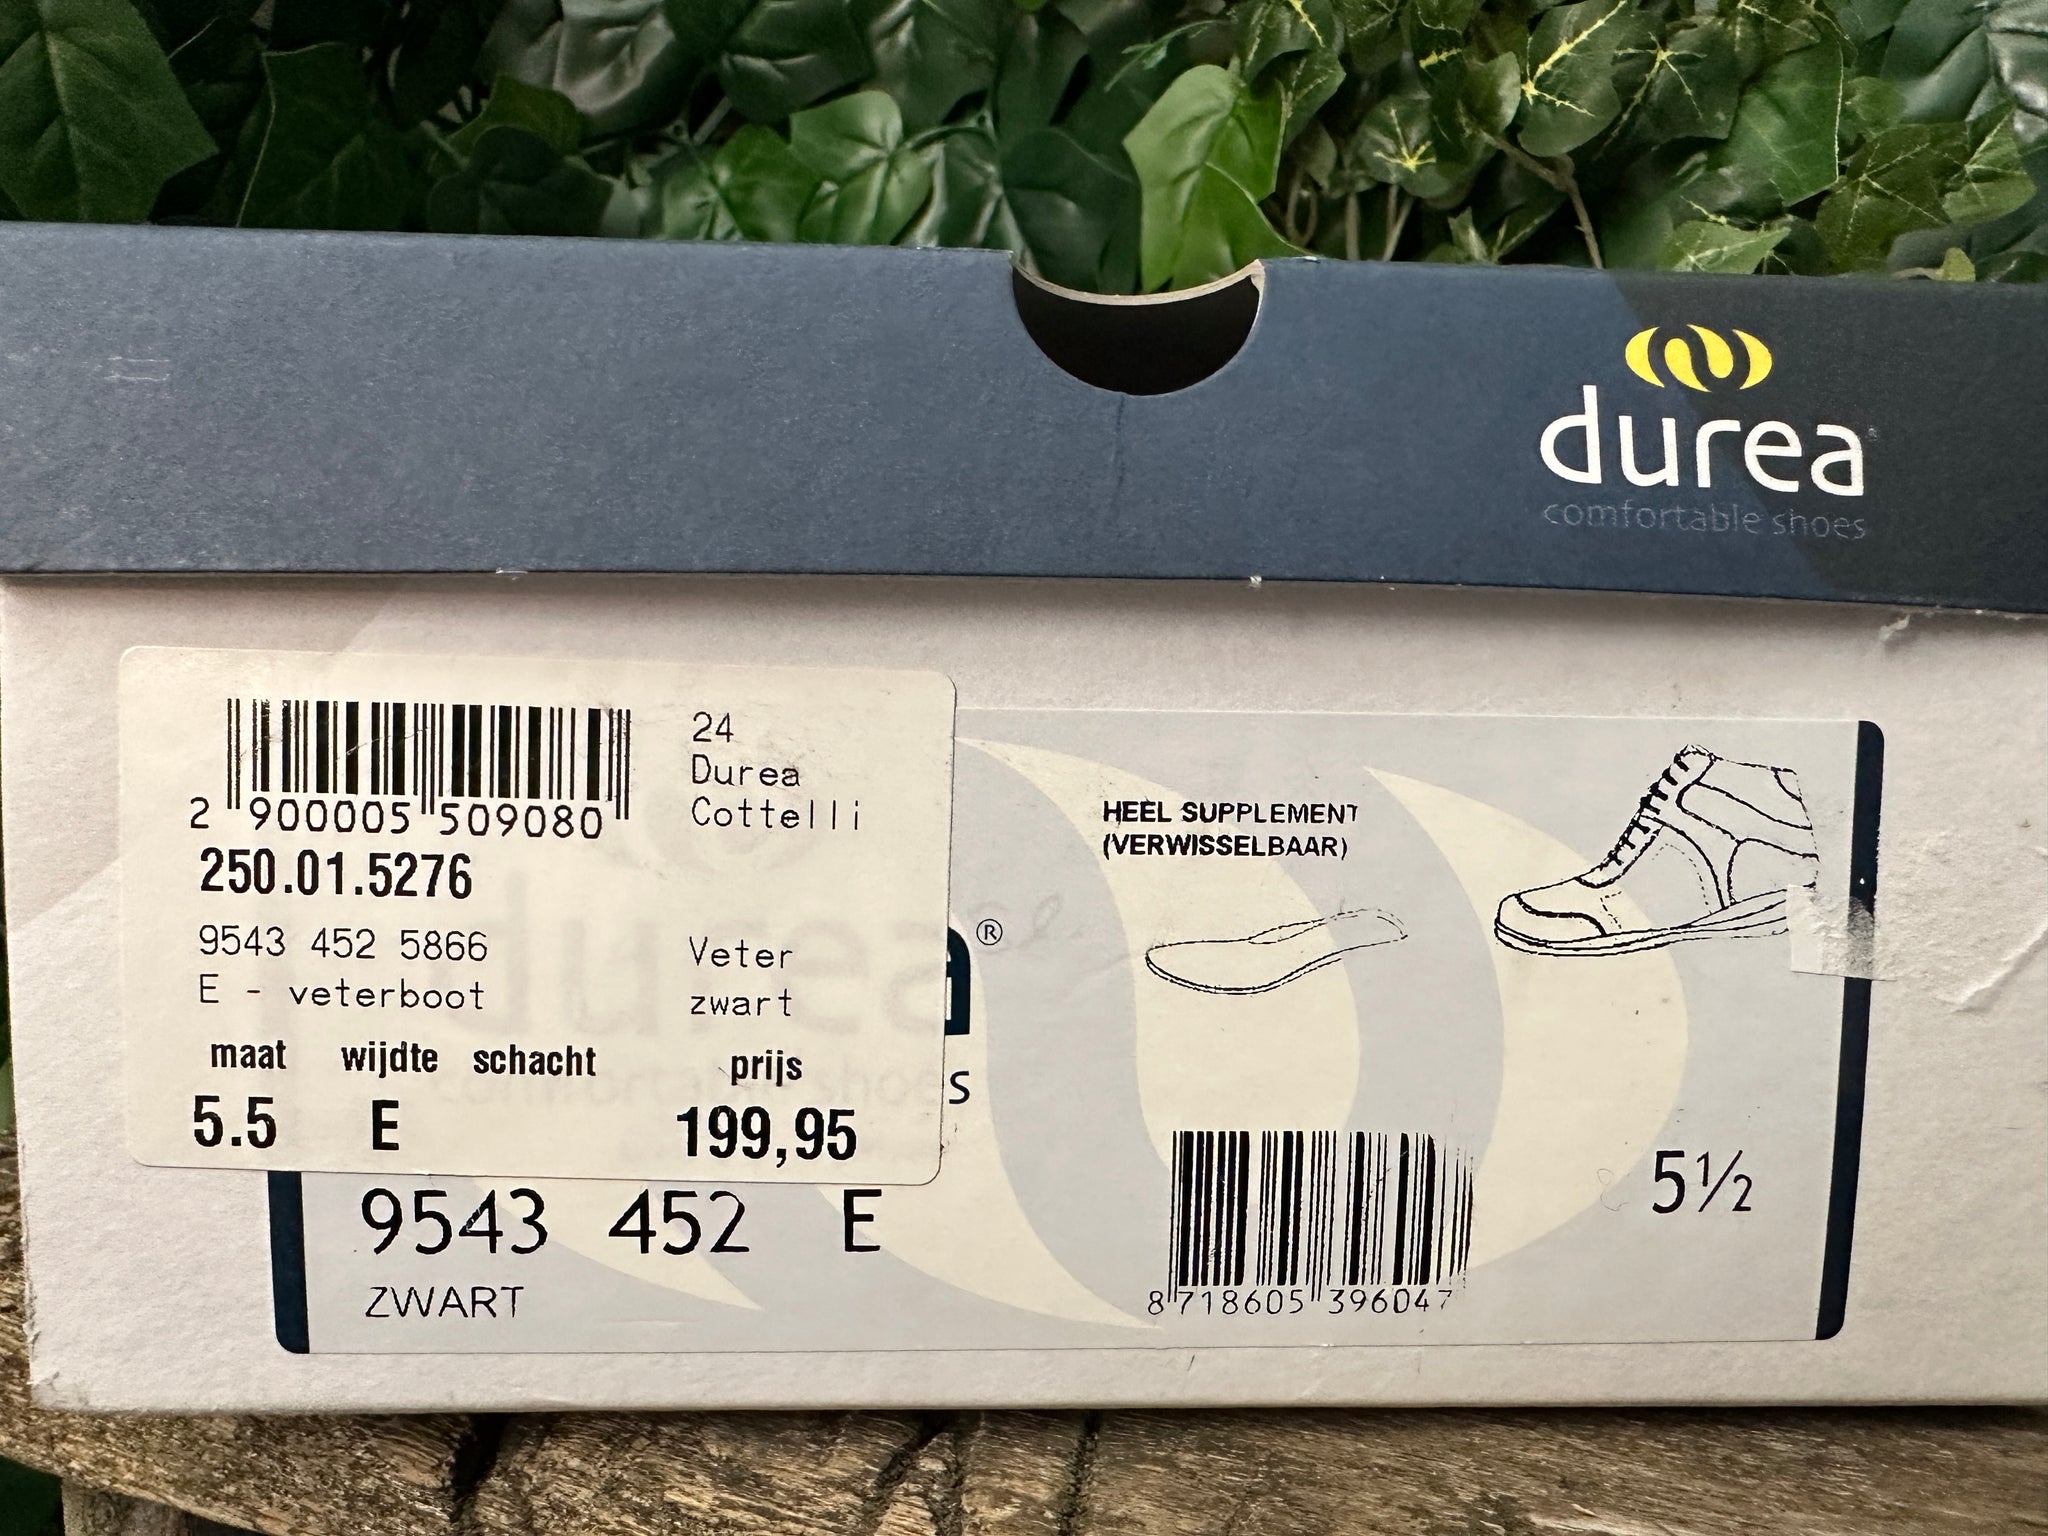 durea
comfortable shoes
24
Durea
Cottelli
2 900005 509080
250.01.5276
9543 452 5866
Veter
E - veterboot
zwart
maat wijdte schacht prijs
5.5 E 199,95
HEEL SUPPLEMENT
(VERWISSELBAAR)
®
s
9543 452 E
ZWART
8 718605 396047
5½